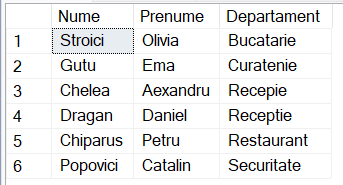 Nume Prenume Departament
1 Stroici Olivia Bucatarie
2 Gutu Ema Curatenie
3 Chelea Aexandru Recepie
4 Dragan Daniel Receptie
5 Chiparus Petru Restaurant
6 Popovici Catalin Securitate